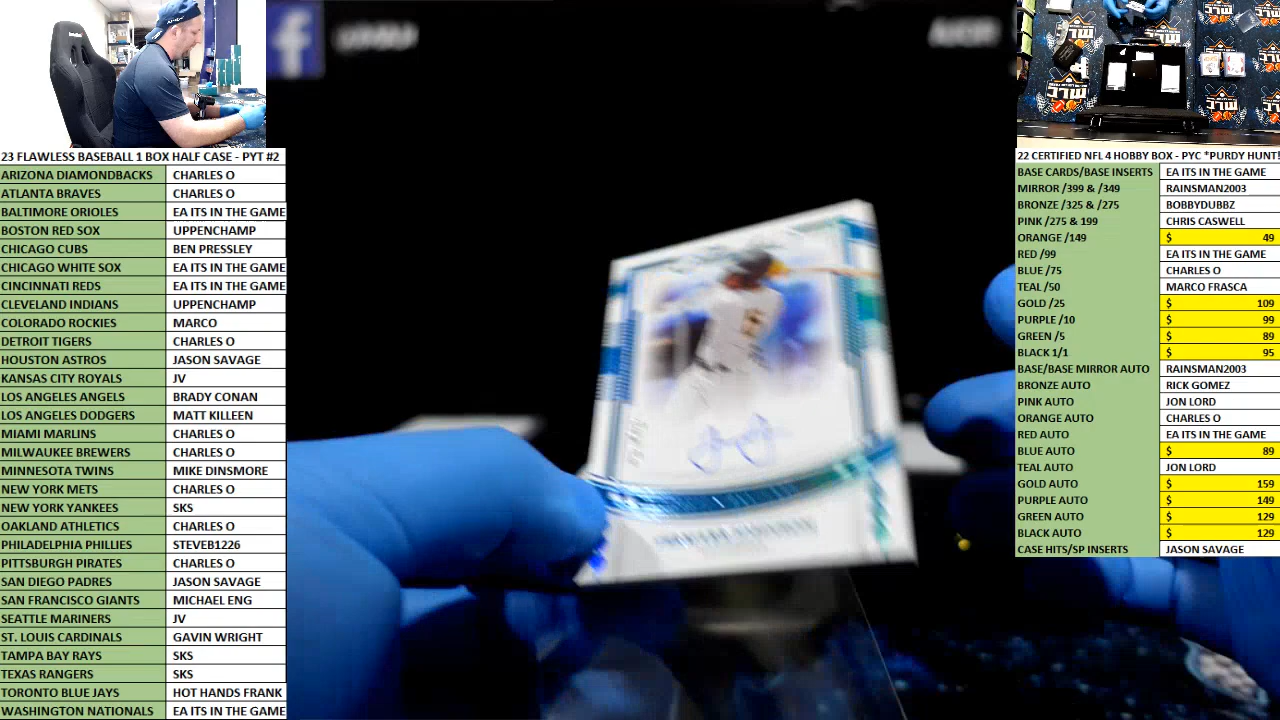 23 FLAWLESS BASEBALL 1 BOX HALF CASE - PYT #2
ARIZONA DIAMONDBACKS CHARLES O
ATLANTA BRAVES CHARLES O
BALTIMORE ORIOLES EA ITS IN THE GAME
BOSTON RED SOX UPPENCHAMP
CHICAGO CUBS BEN PRESSLEY
CHICAGO WHITE SOX EA ITS IN THE GAME
CINCINNATI REDS EA ITS IN THE GAME
CLEVELAND INDIANS UPPENCHAMP
COLORADO ROCKIES MARCO
DETROIT TIGERS CHARLES O
HOUSTON ASTROS JASON SAVAGE
KANSAS CITY ROYALS JV
LOS ANGELES ANGELS BRADY CONAN
LOS ANGELES DODGERS MATT KILLEEN
MIAMI MARLINS CHARLES O
MILWAUKEE BREWERS CHARLES O
MINNESOTA TWINS MIKE DINSMORE
NEW YORK METS CHARLES O
NEW YORK YANKEES SKS
OAKLAND ATHLETICS CHARLES O
PHILADELPHIA PHILLIES STEVEB1226
PITTSBURGH PIRATES CHARLES O
SAN DIEGO PADRES JASON SAVAGE
SAN FRANCISCO GIANTS MICHAEL ENG
SEATTLE MARINERS JV
ST. LOUIS CARDINALS GAVIN WRIGHT
TAMPA BAY RAYS SKS
TEXAS RANGERS SKS
TORONTO BLUE JAYS HOT HANDS FRANK
WASHINGTON NATIONALS EA ITS IN THE GAME
22 CERTIFIED NFL 4 HOBBY BOX - PYC *PURDY HUNT!
BASE CARDS/BASE INSERTS EA ITS IN THE GAME
MIRROR /399 & /349 RAINSMAN2003
BRONZE /325 & /275 BOBBYDUBBZ
PINK /275 & 199 CHRIS CASWELL
ORANGE /149 $ 49
RED /99 EA ITS IN THE GAME
BLUE /75 CHARLES O
TEAL /50 MARCO FRASCA
GOLD /25 $ 109
PURPLE /10 $ 99
GREEN /5 $ 89
BLACK 1/1 $ 95
BASE/BASE MIRROR AUTO RAINSMAN2003
BRONZE AUTO RICK GOMEZ
PINK AUTO JON LORD
ORANGE AUTO CHARLES O
RED AUTO EA ITS IN THE GAME
BLUE AUTO $ 89
TEAL AUTO JON LORD
GOLD AUTO $ 159
PURPLE AUTO $ 149
GREEN AUTO $ 129
BLACK AUTO $ 129
CASE HITS/SP INSERTS JASON SAVAGE